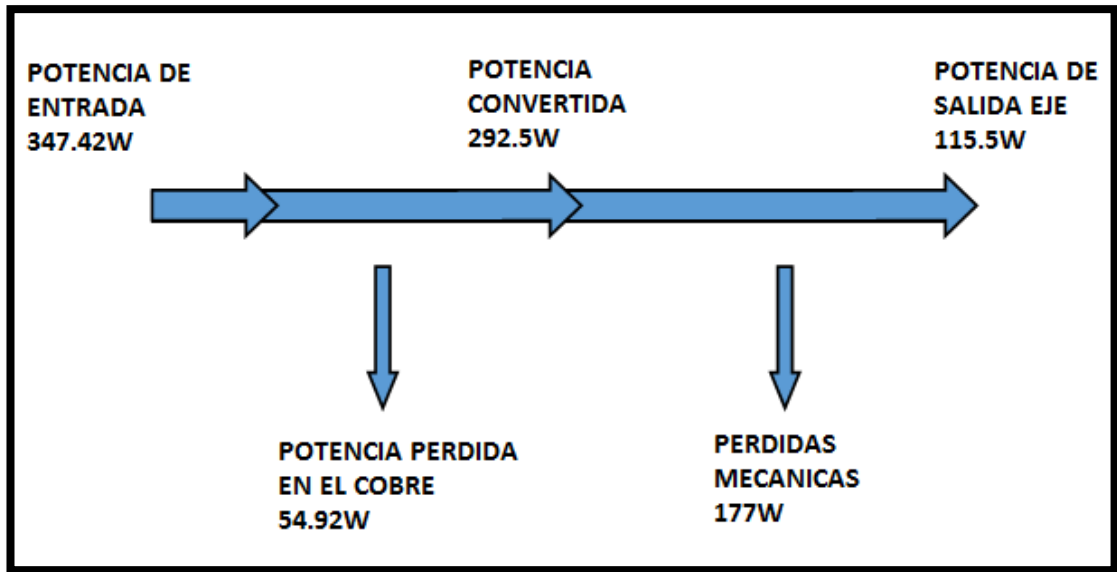 POTENCIA DE
ENTRADA
347.42W
POTENCIA
CONVERTIDA
292.5W
POTENCIA DE
SALIDA EJE
115.5W
POTENCIA PERDIDA
EN EL COBRE
54.92W
PERDIDAS
MECANICAS
177W